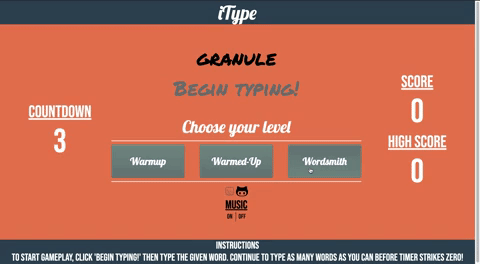 iType
GRANULE
BEGIN TYPING!
Choose your level
COUNTDOWN
3
Warmup
Warmed-Up
Wordsmith
SCORE
0
HIGH SCORE
0
MUSIC
ON | OFF
INSTRUCTIONS
TO START GAMEPLAY, CLICK 'BEGIN TYPING!' THEN TYPE THE GIVEN WORD. CONTINUE TO TYPE AS MANY WORDS AS YOU CAN BEFORE TIMER STRIKES ZERO!